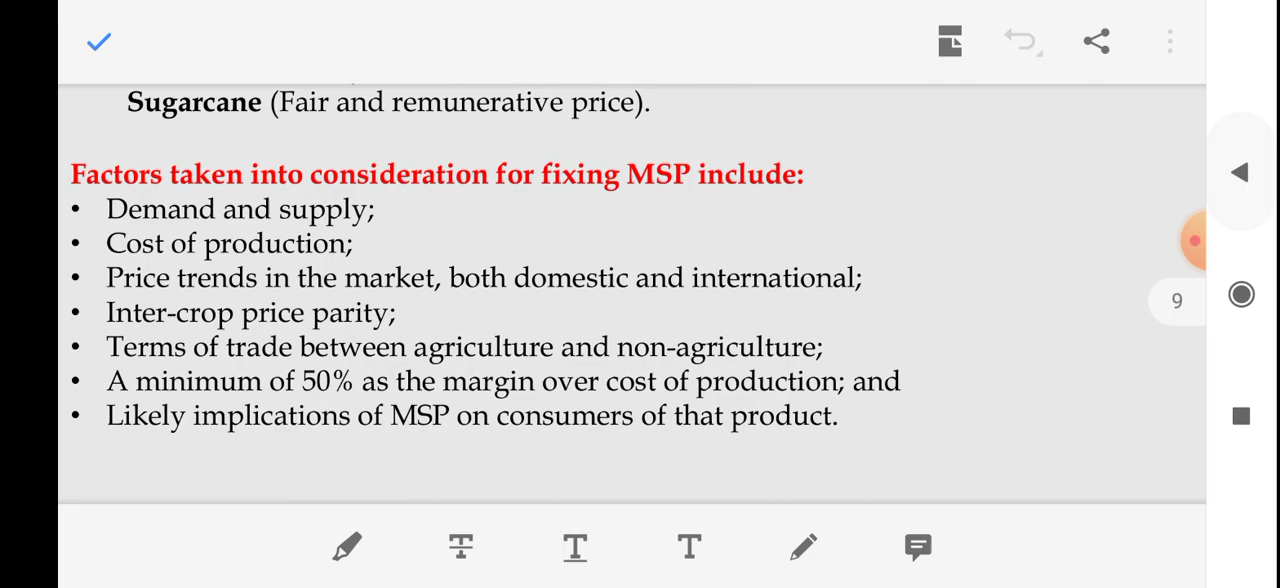 Sugarcane (Fair and remunerative price).
Factors taken into consideration for fixing MSP include:
• Demand and supply;
• Cost of production;
• Price trends in the market, both domestic and international;
• Inter-crop price parity;
• Terms of trade between agriculture and non-agriculture;
• A minimum of 50% as the margin over cost of production; and
• Likely implications of MSP on consumers of that product.
9